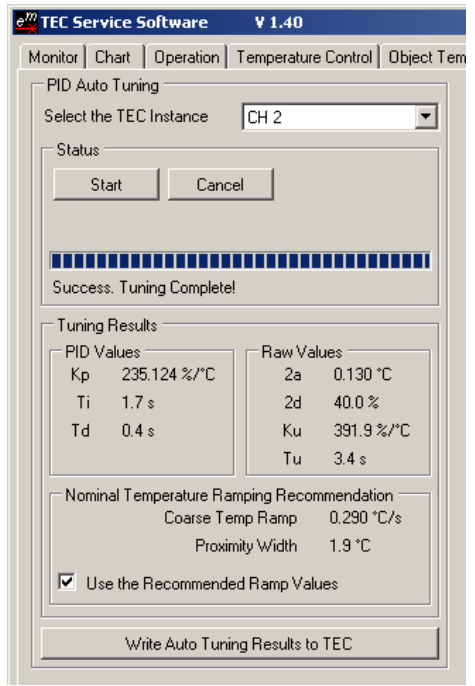 em TEC Service Software V 1.40
Monitor Chart Operation Temperature Control Object Tem
PID Auto Tuning
Select the TEC Instance CH 2
Status
Start Cancel
Success. Tuning Complete!
Tuning Results
PID Values
Kp 235.124 %/°C
Ti 1.7 s
Td 0.4 s
Raw Values
2a 0.130 °C
2d 40.0 %
Ku 391.9 %/°C
Tu 3.4 s
Nominal Temperature Ramping Recommendation
Coarse Temp Ramp 0.290 °C/s
Proximity Width 1.9 °C
Use the Recommended Ramp Values
Write Auto Tuning Results to TEC